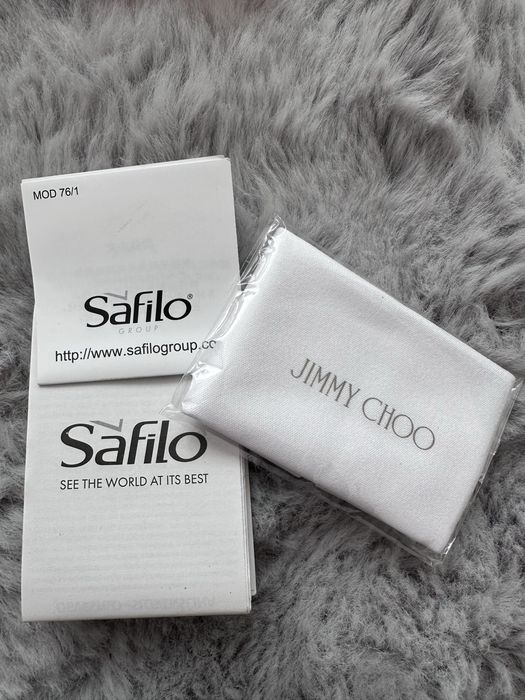 MOD 76/1
Safilo®
GROUP
http://www.safilogroup.co
Safilo
SEE THE WORLD AT ITS BEST
JIMMY CHOO